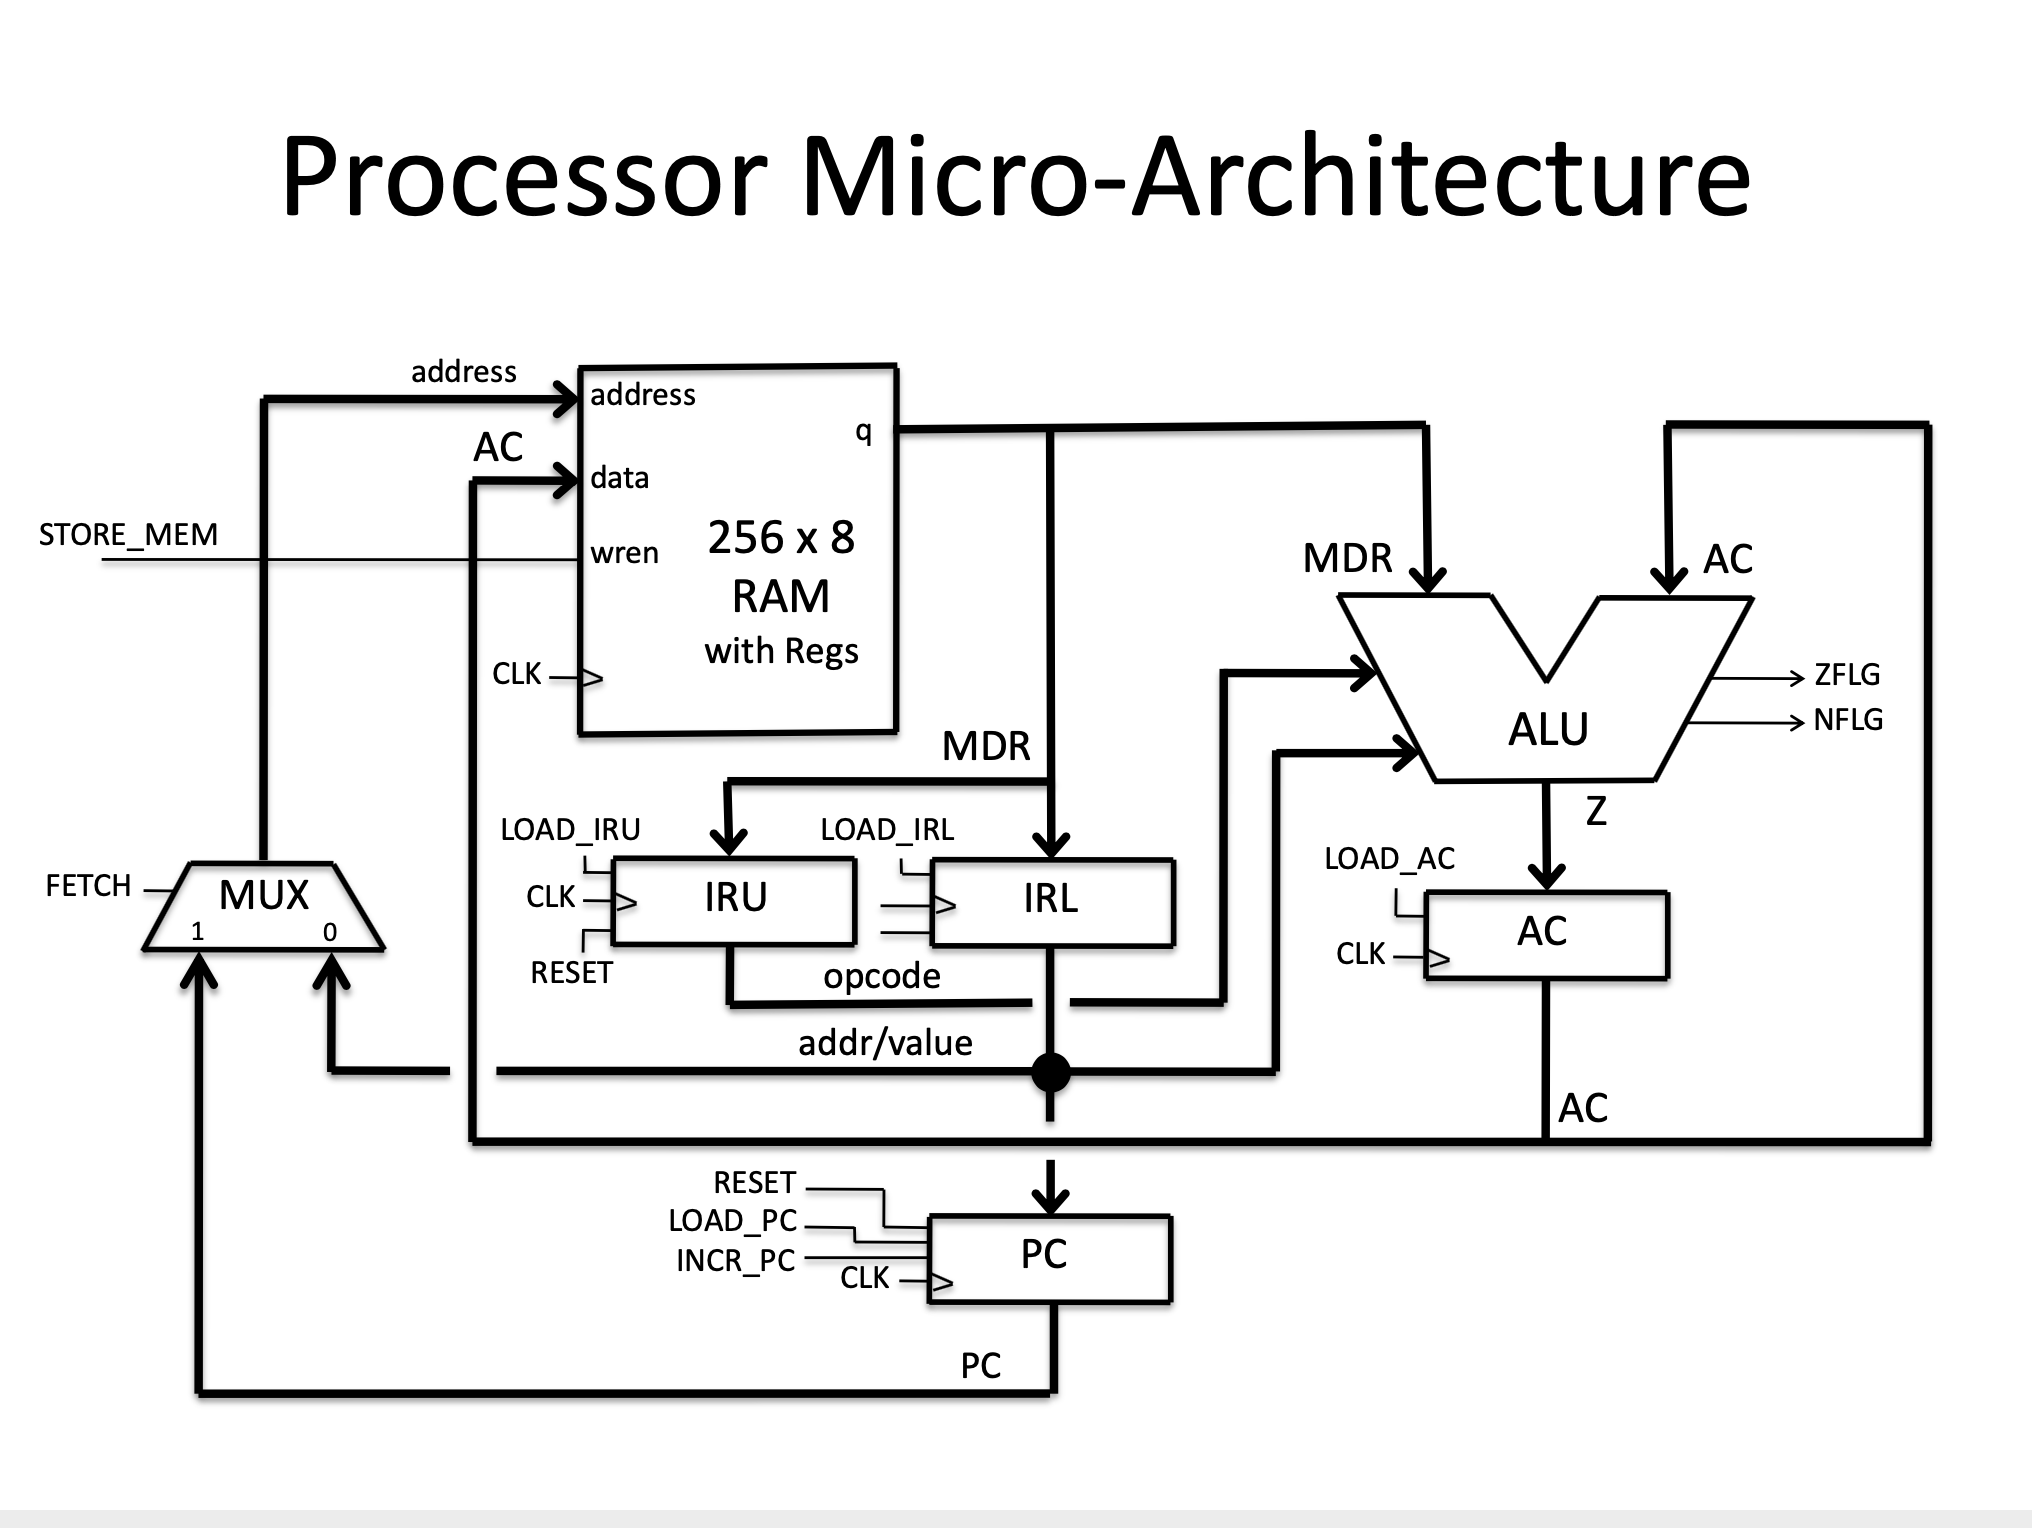 Processor Micro-Architecture
address
address
q
AC
data
STORE_MEM
wren
256 x 8
RAM
with Regs
CLK
MDR
AC
ZFLG
NFLG
ALU
MDR
Z
LOAD_IRU
LOAD_IRL
LOAD_AC
FETCH
MUX
1
0
CLK
IRU
IRL
AC
CLK
RESET
opcode
addr/value
AC
RESET
LOAD_PC
INCR_PC
CLK
PC
PC